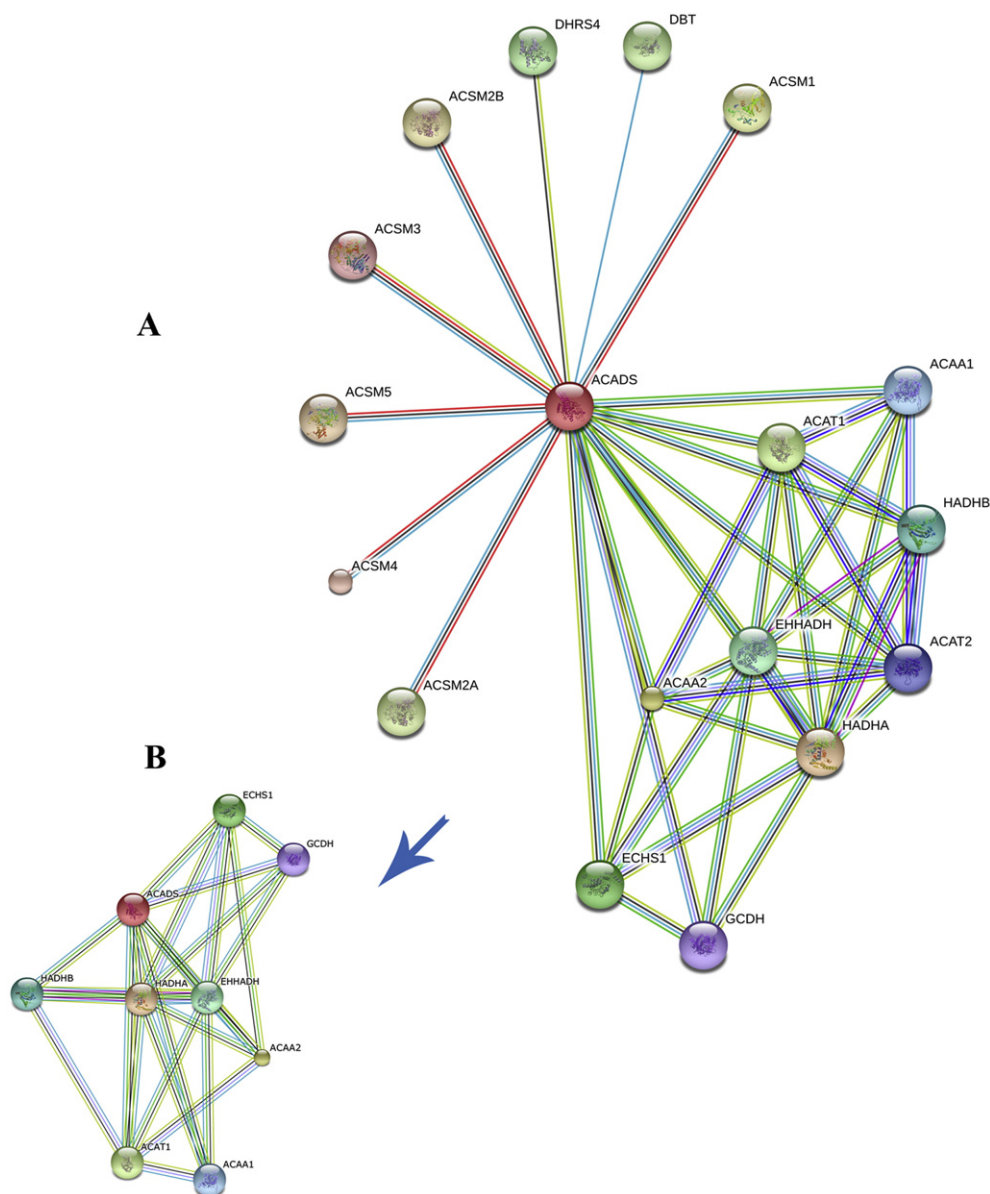 DHRS4
DBT
ACSM2B
ACSM1
ACSM3
A
ACADS
ACAA1
ACSM5
ACAT1
HADHB
ACSM4
EHHADH
ACAT2
ACAA2
ACSM2A
HADHA
B
ECHS1
GCDH
ECHS1
ACADS
GCDH
HADHB
HADHA
EHHADH
ACAA2
ACAT1
ACAA1